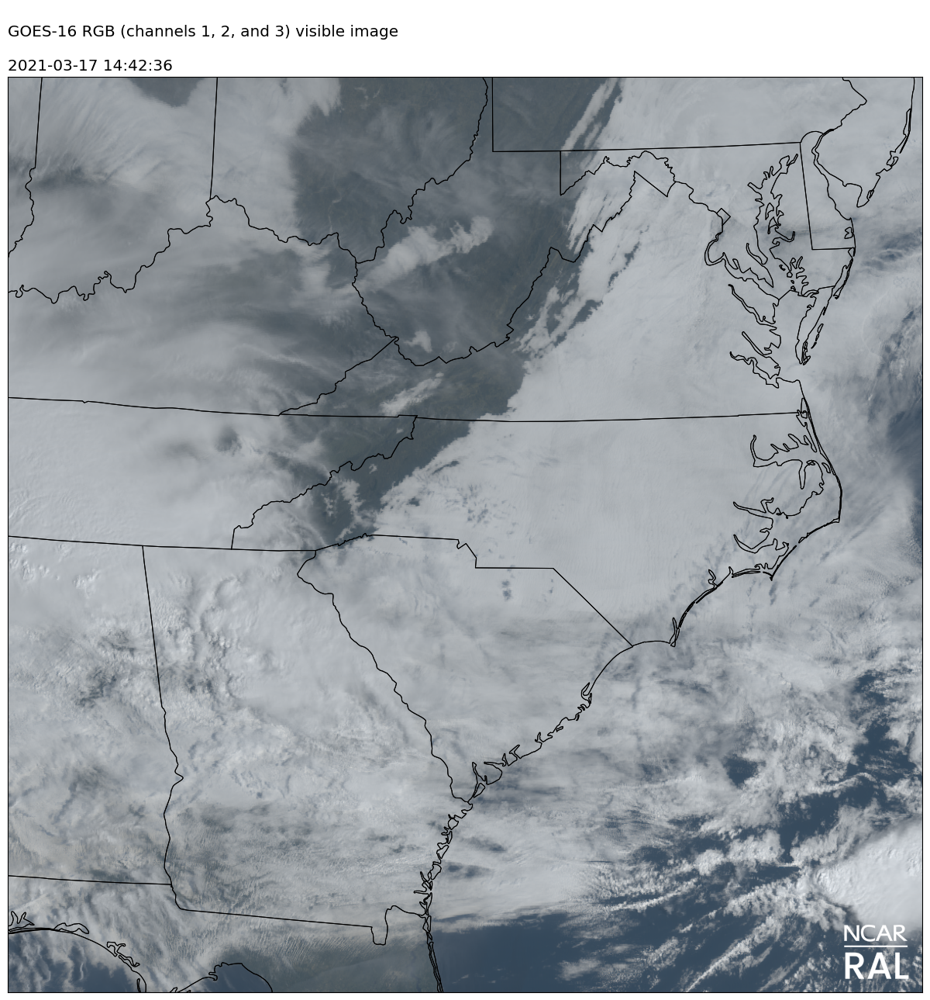 GOES-16 RGB (channels 1, 2, and 3) visible image
2021-03-17 14:42:36
NCAR
RAL